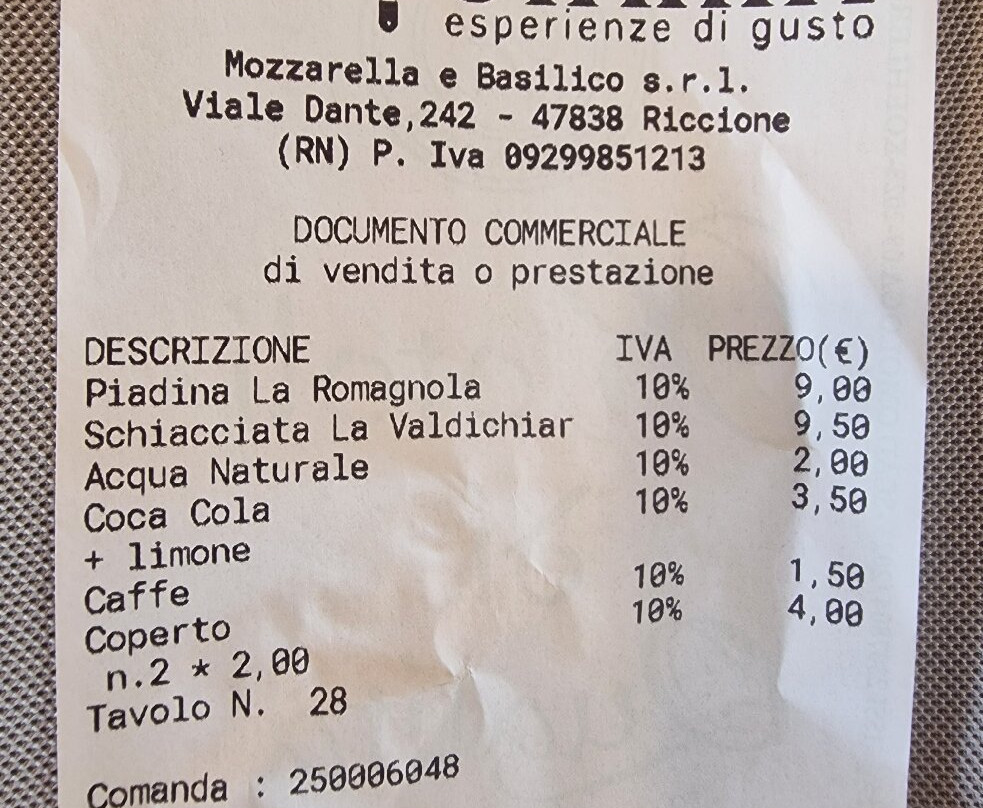 esperienze di gusto
Mozzarella e Basilico s.r.l.
Viale Dante,242 - 47838 Riccione
(RN) P. Iva 09299851213
DOCUMENTO COMMERCIALE
di vendita o prestazione
DESCRIZIONE IVA PREZZO(€)
Piadina La Romagnola 10% 9,00
Schiacciata La Valdichiar 10% 9,50
Acqua Naturale 10% 2,00
Coca Cola 10% 3,50
+ limone
Caffe 10% 1,50
Coperto 10% 4,00
n.2 * 2,00
Tavolo N. 28
Comanda : 250006048